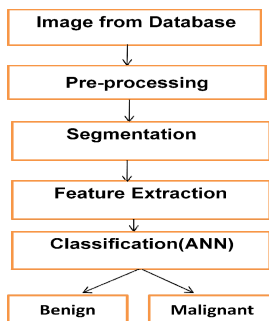 Image from Database
Pre-processing
Segmentation
Feature Extraction
Classification(ANN)
Benign
Malignant